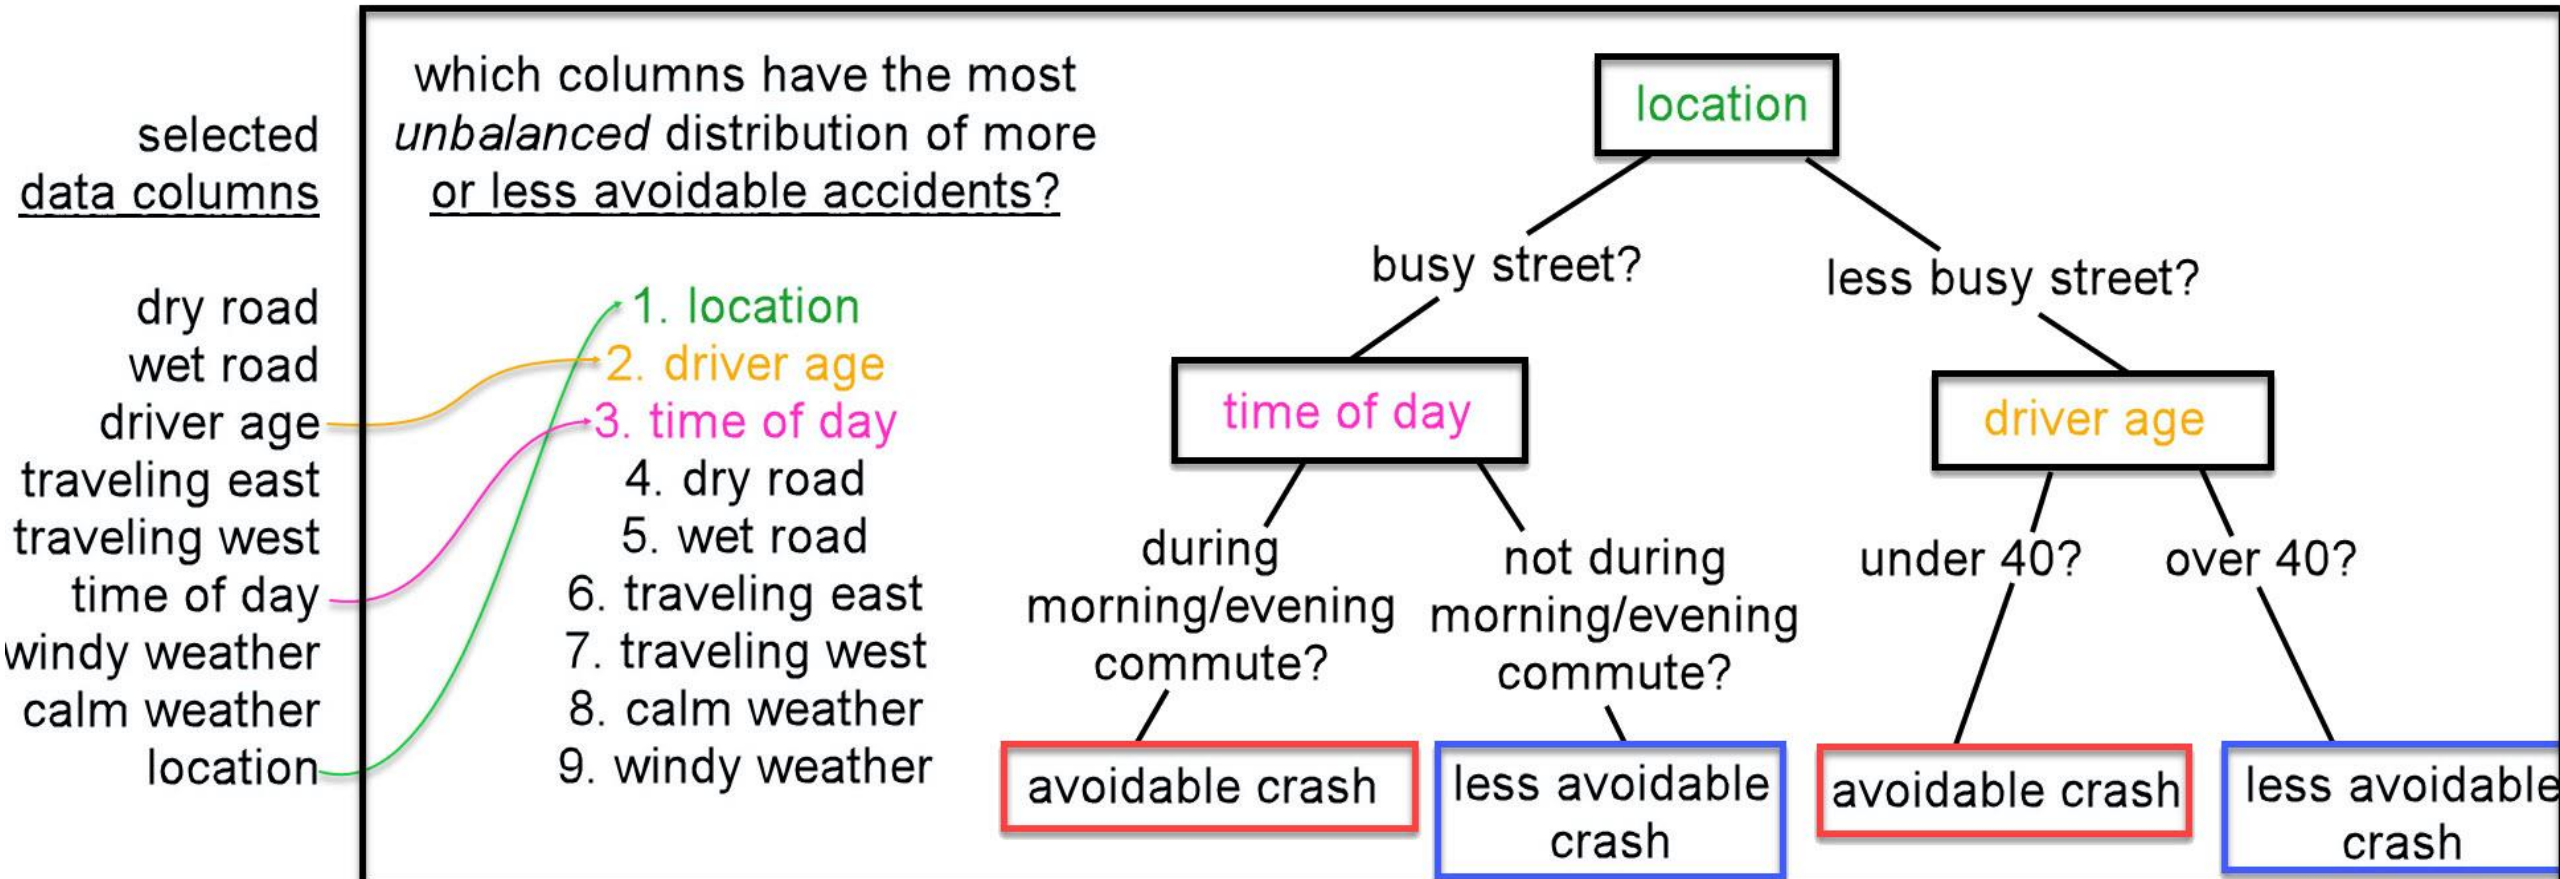 selected
data columns
dry road
wet road
driver age
traveling east
traveling west
time of day
windy weather
calm weather
location
which columns have the most
unbalanced distribution of more
or less avoidable accidents?
1. location
2. driver age
3. time of day
4. dry road
5. wet road
6. traveling east
7. traveling west
8. calm weather
9. windy weather
location
busy street?
less busy street?
time of day
driver age
during
morning/evening
commute?
not during
morning/evening
commute?
under 40?
over 40?
avoidable crash
less avoidable
crash
avoidable crash
less avoidable
crash